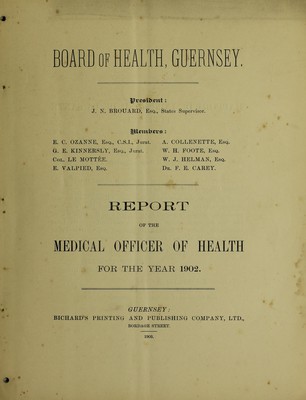 BOARD OF HEALTH, GUERNSEY.
President:
J. N. BROUARD, Esq., States Supervisor.
Members:
E. C. OZANNE, Esq., C.S.I., Jurat.
A. COLLENETTE, Esq.
G. E. KINNERSLY, Esq., Jurat.
W. H. FOOTE, Esq.
Col. LE MOTTÉE.
W. J. HELMAN, Esq.
E. VALPIED, Esq.
Dr. F. E. CAREY.
REPORT
OF THE
MEDICAL OFFICER OF HEALTH
FOR THE YEAR 1902.
GUERNSEY:
BICHARD'S PRINTING AND PUBLISHING COMPANY, LTD.,
BORDAGE STREET.